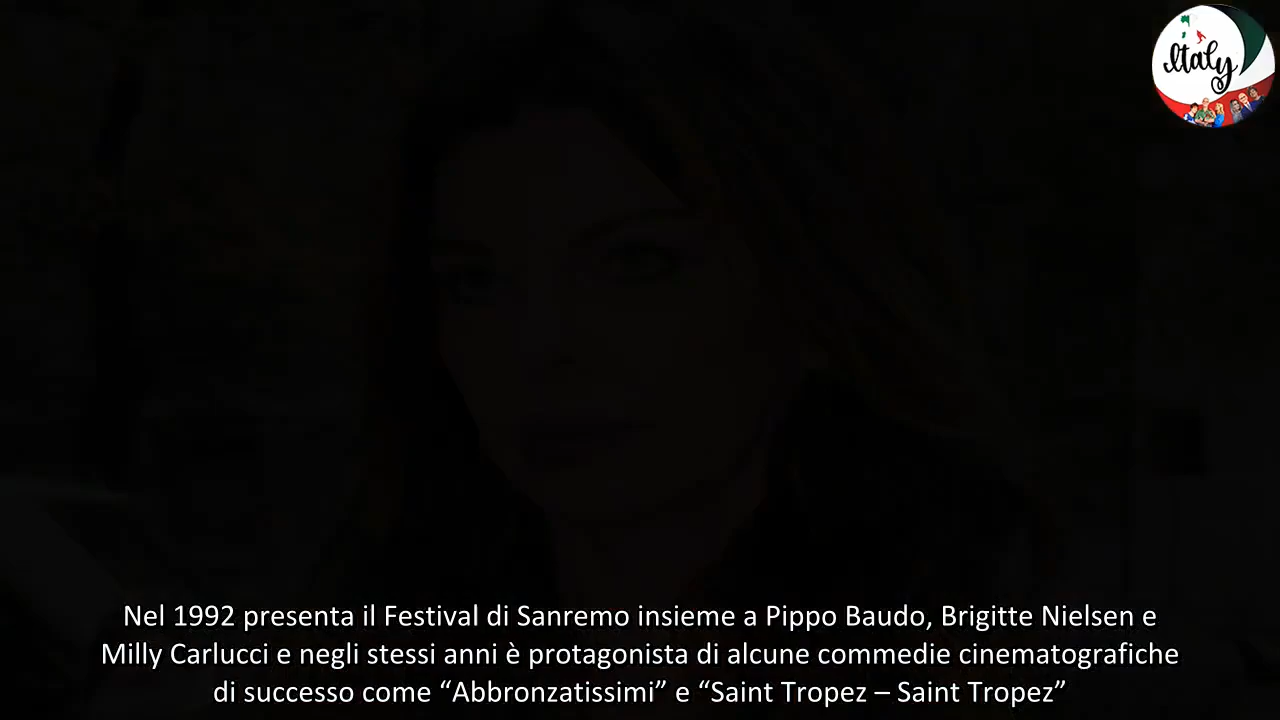 Italy
Nel 1992 presenta il Festival di Sanremo insieme a Pippo Baudo, Brigitte Nielsen e
Milly Carlucci e negli stessi anni è protagonista di alcune commedie cinematografiche
di successo come “Abbronzatissimi” e “Saint Tropez – Saint Tropez”